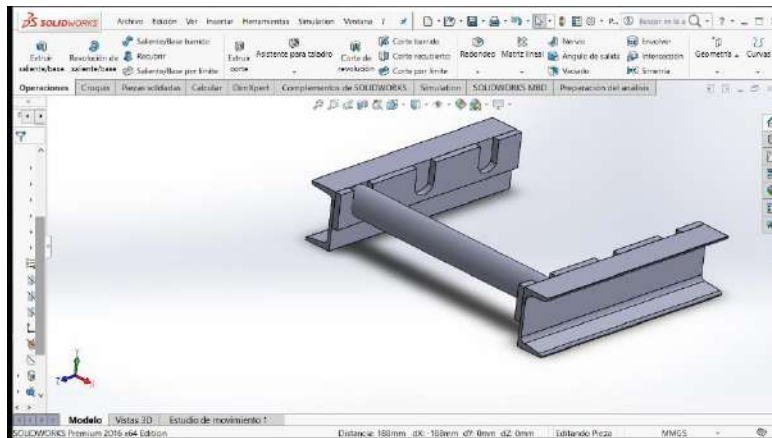 SOLIDWORKS Archivo Edición Ver Insertar Herramientas Simulation Ventana ?
Extruir saliente/base
Revolución de saliente/base
Saliente/Base barrido
Recubrir
Saliente/Base por límite
Extruir corte
Asistente para taladro
Corte de revolución
Corte barrido
Corte recubierto
Corte por límite
Redondeo
Matriz lineal
Nervio
Ángulo de salida
Vaciado
Envolver
Intersección
Simetría
Geometría
Curvas
Operaciones Croquis Piezas soldadas Calcular DimXpert Complementos de SOLIDWORKS Simulation SOLIDWORKS MBD Preparación del análisis
Y
Z
X
Modelo Vistas 3D Estudio de movimiento 1
SOLIDWORKS Premium 2016 x64 Edition Distancia: 188mm dX: -188mm dY: 0mm dZ: 0mm Editando Pieza MMGS